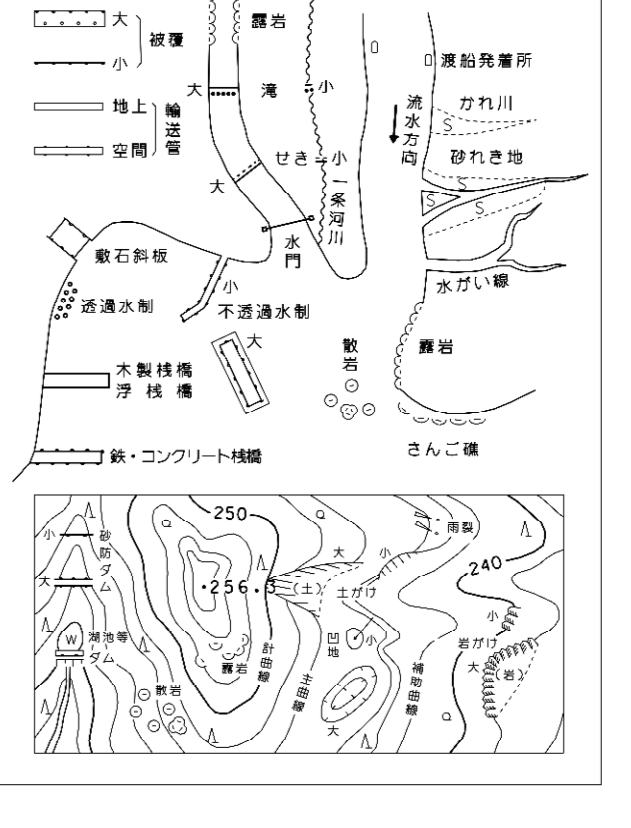 大
小
被覆
地上
空間
輸送管
露岩
大
滝
小
渡船発着所
流水方向
かれ川
S
砂れき地
S
S
S
せき
小
大
一条河川
水門
敷石斜板
小
不透過水制
透過水制
水がい線
大
散岩
露岩
木製桟橋
浮桟橋
さんご礁
鉄・コンクリート桟橋
250
Q
Q
雨裂
小
砂防ダム
大
小
240
大
・256.3
(土)
土がけ
小
W
湖池等
ダム
露岩
計曲線
凹地
小
岩がけ
大
(岩)
散岩
主曲線
大
補助曲線
Q